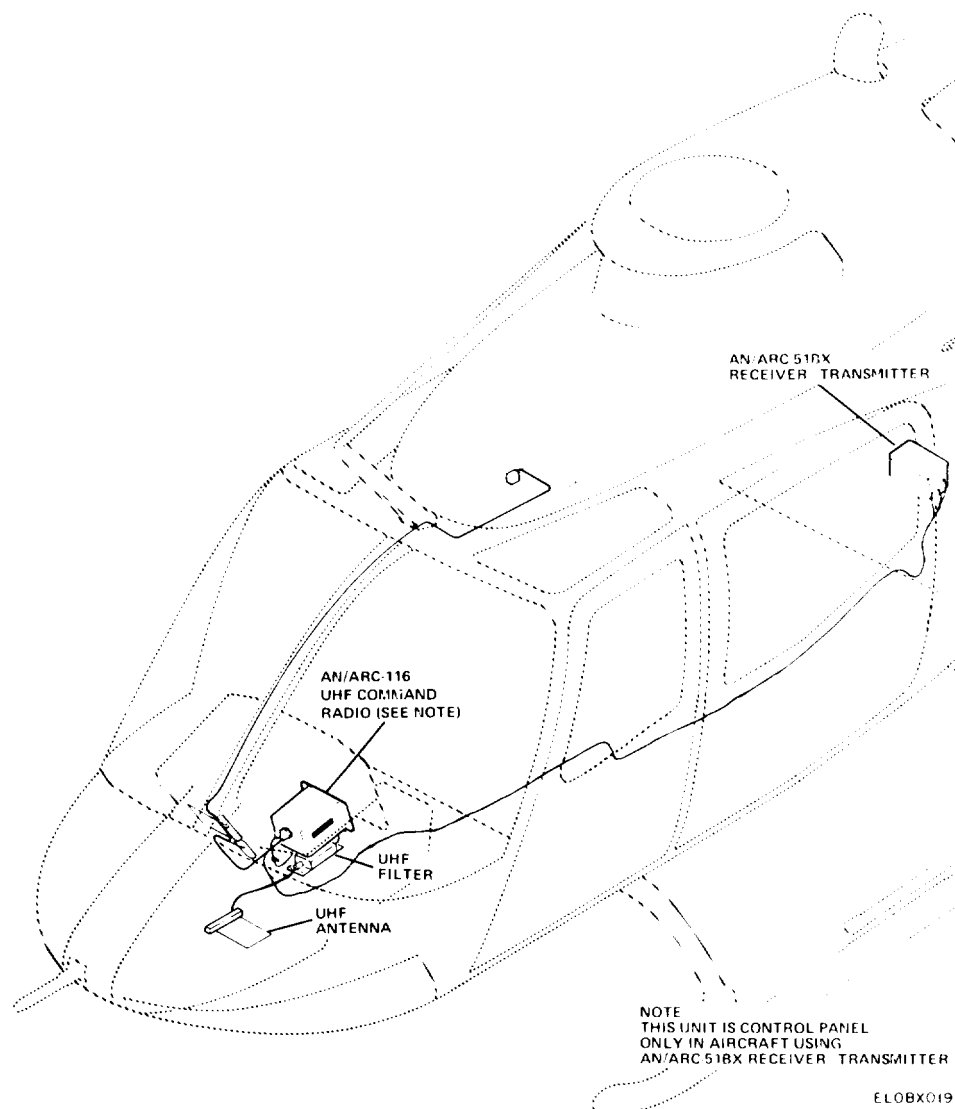 AN/ARC 51BX
RECEIVER TRANSMITTER
AN/ARC-116
UHF COMMAND
RADIO (SEE NOTE)
UHF
FILTER
UHF
ANTENNA
NOTE
THIS UNIT IS CONTROL PANEL
ONLY IN AIRCRAFT USING
AN/ARC 51BX RECEIVER TRANSMITTER
ELOBX019